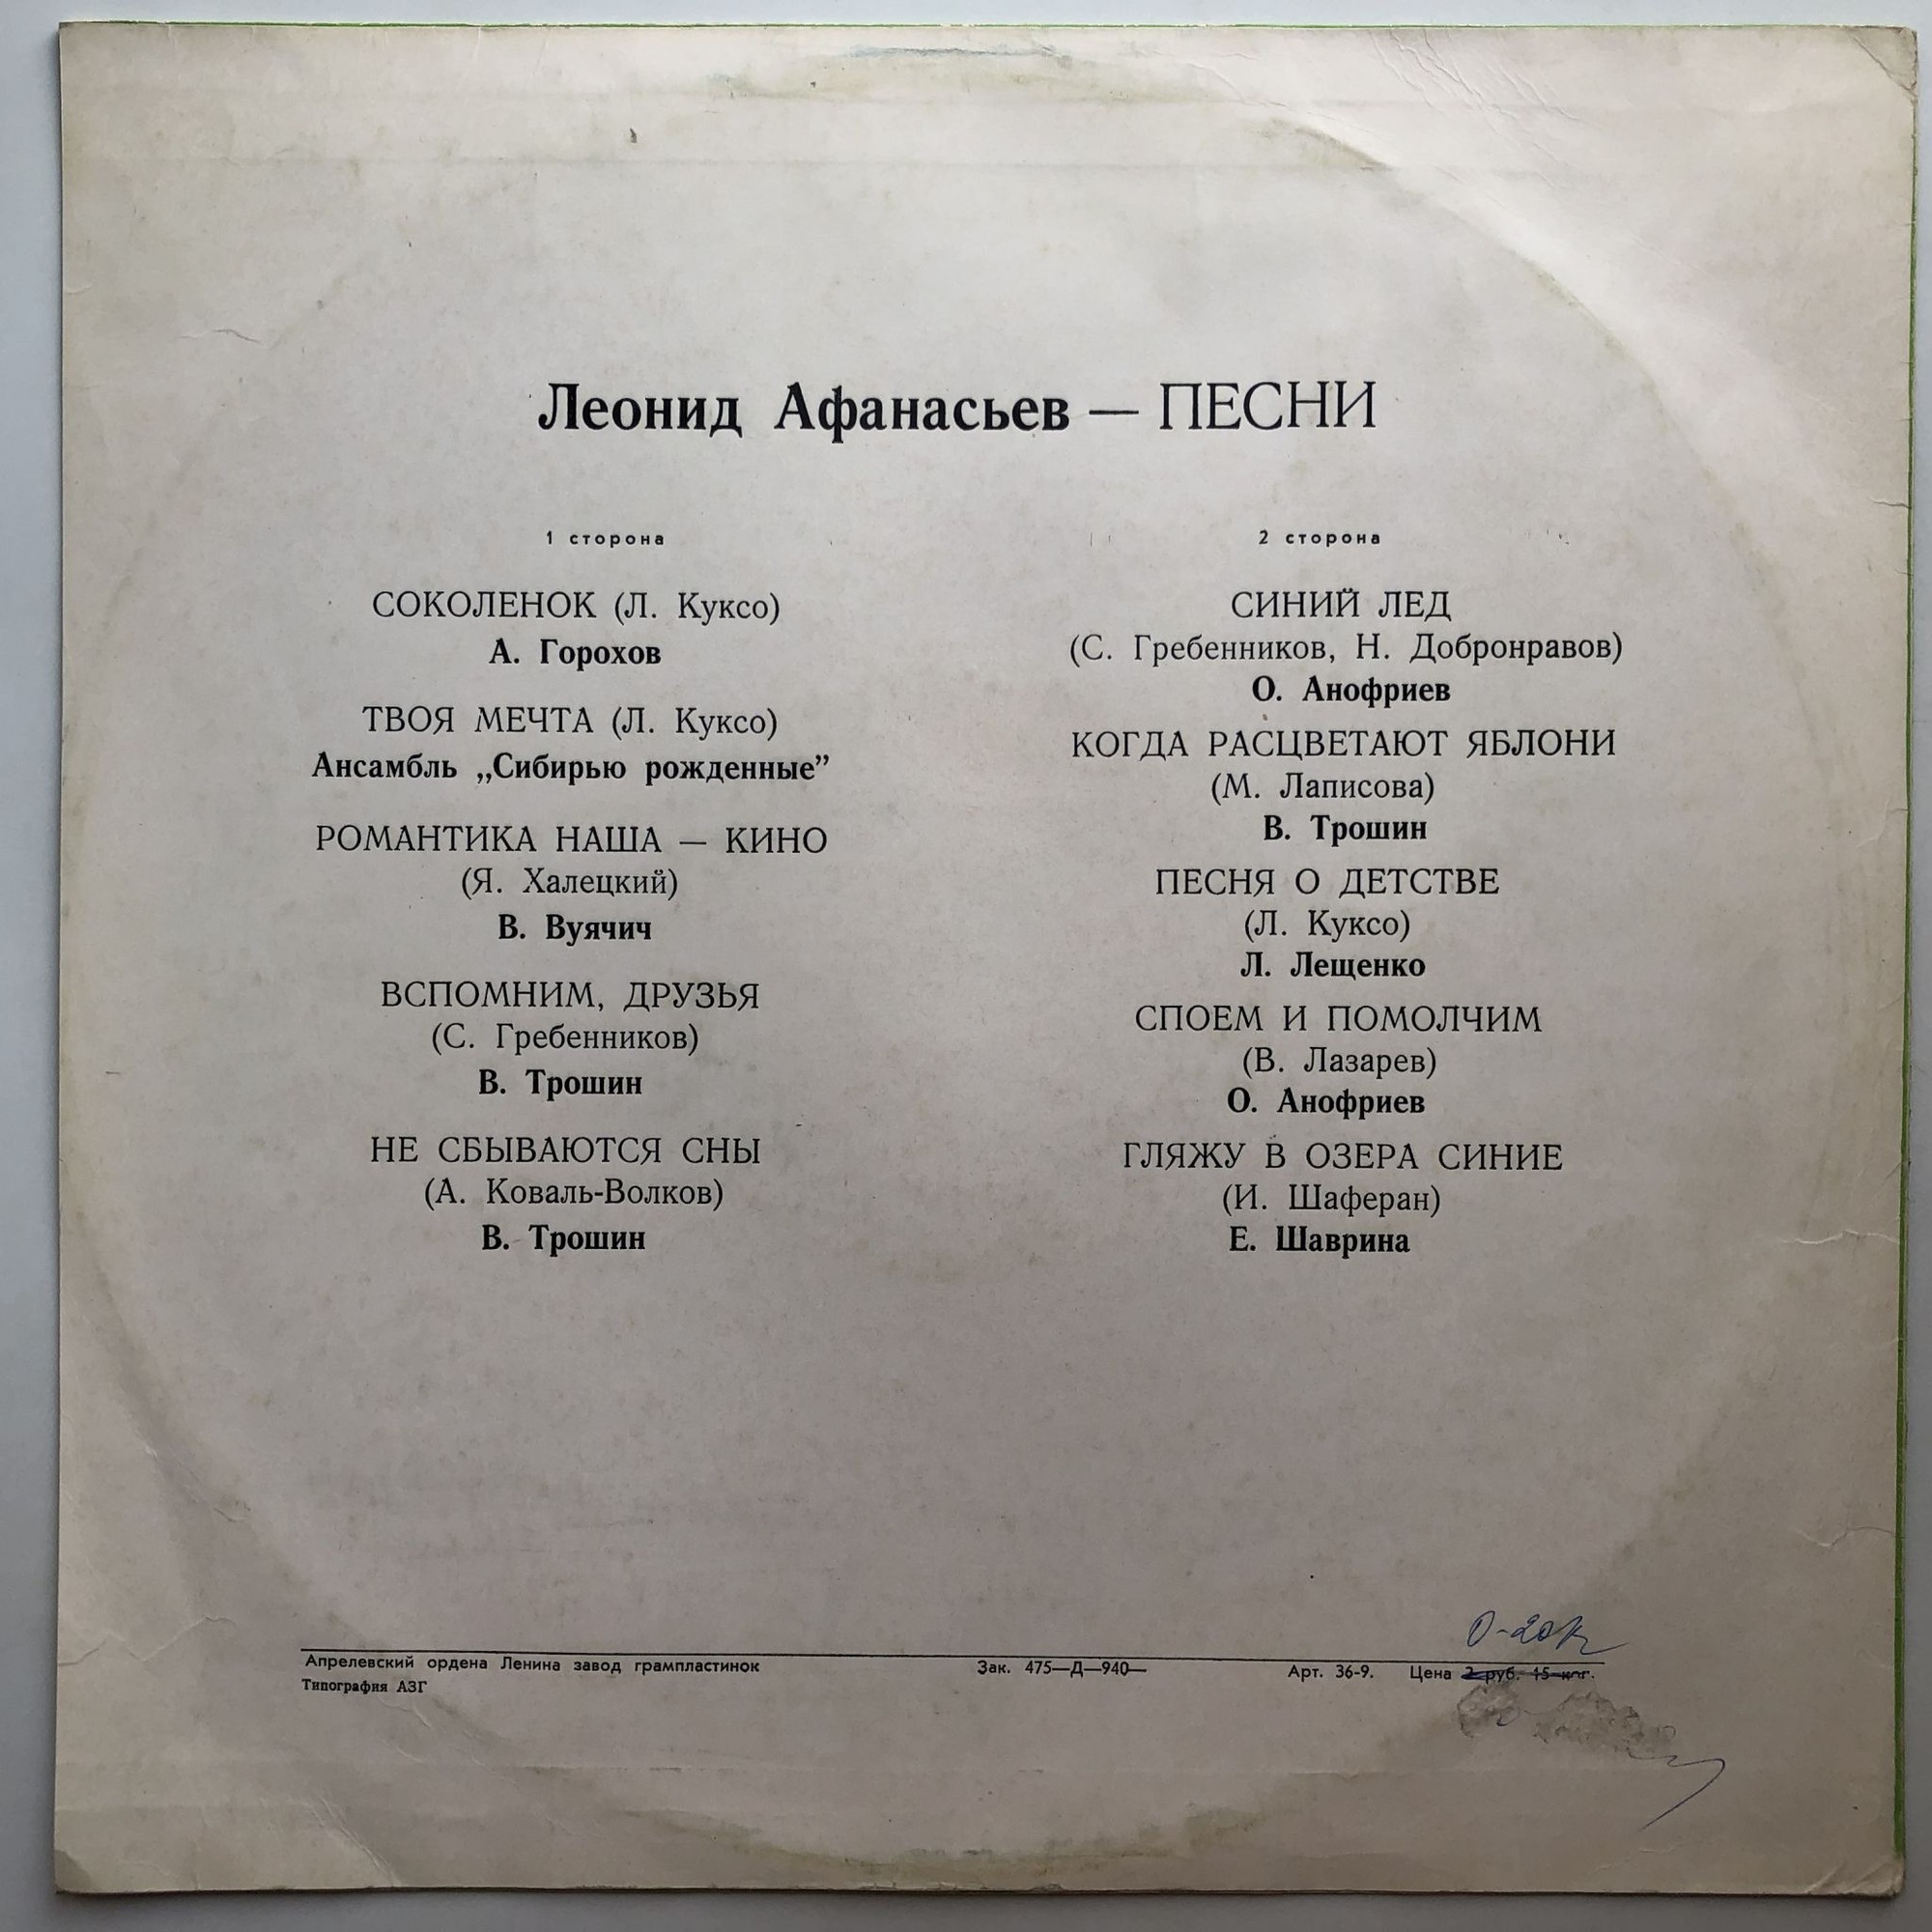 Леонид Афанасьев — ПЕСНИ
1 сторона
СОКОЛЕНОК (Л. Куксо)
А. Горохов
ТВОЯ МЕЧТА (Л. Куксо)
Ансамбль „Сибирью рожденные”
РОМАНТИКА НАША — КИНО
(Я. Халецкий)
В. Вуячич
ВСПОМНИМ, ДРУЗЬЯ
(С. Гребенников)
В. Трошин
НЕ СБЫВАЮТСЯ СНЫ
(А. Коваль-Волков)
В. Трошин
2 сторона
СИНИЙ ЛЕД
(С. Гребенников, Н. Добронравов)
О. Анофриев
КОГДА РАСЦВЕТАЮТ ЯБЛОНИ
(М. Лаписова)
В. Трошин
ПЕСНЯ О ДЕТСТВЕ
(Л. Куксо)
Л. Лещенко
СПОЕМ И ПОМОЛЧИМ
(В. Лазарев)
О. Анофриев
ГЛЯЖУ В ОЗЕРА СИНИЕ
(И. Шаферан)
Е. Шаврина
0-20к
Апрелевский ордена Ленина завод грампластинок Зак. 475—Д—940— Арт. 36-9. Цена 2 руб. 15 коп.
Типография АЗГ